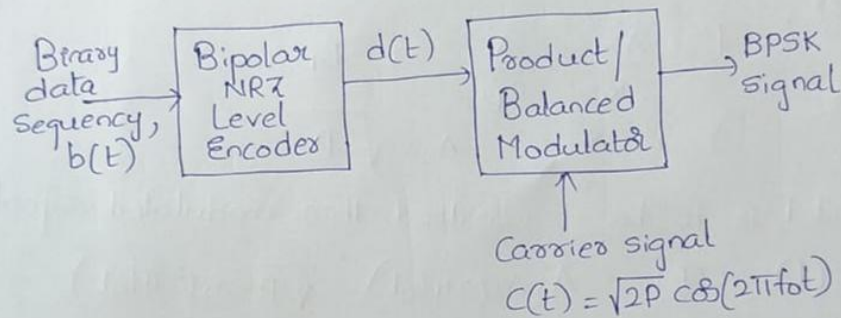 Binary
data
sequency,
b(t)
Bipolar
NRZ
Level
Encoder
d(t)
Product/
Balanced
Modulator
BPSK
signal
Carrier signal
C(t) = √2P cos(2πfot)